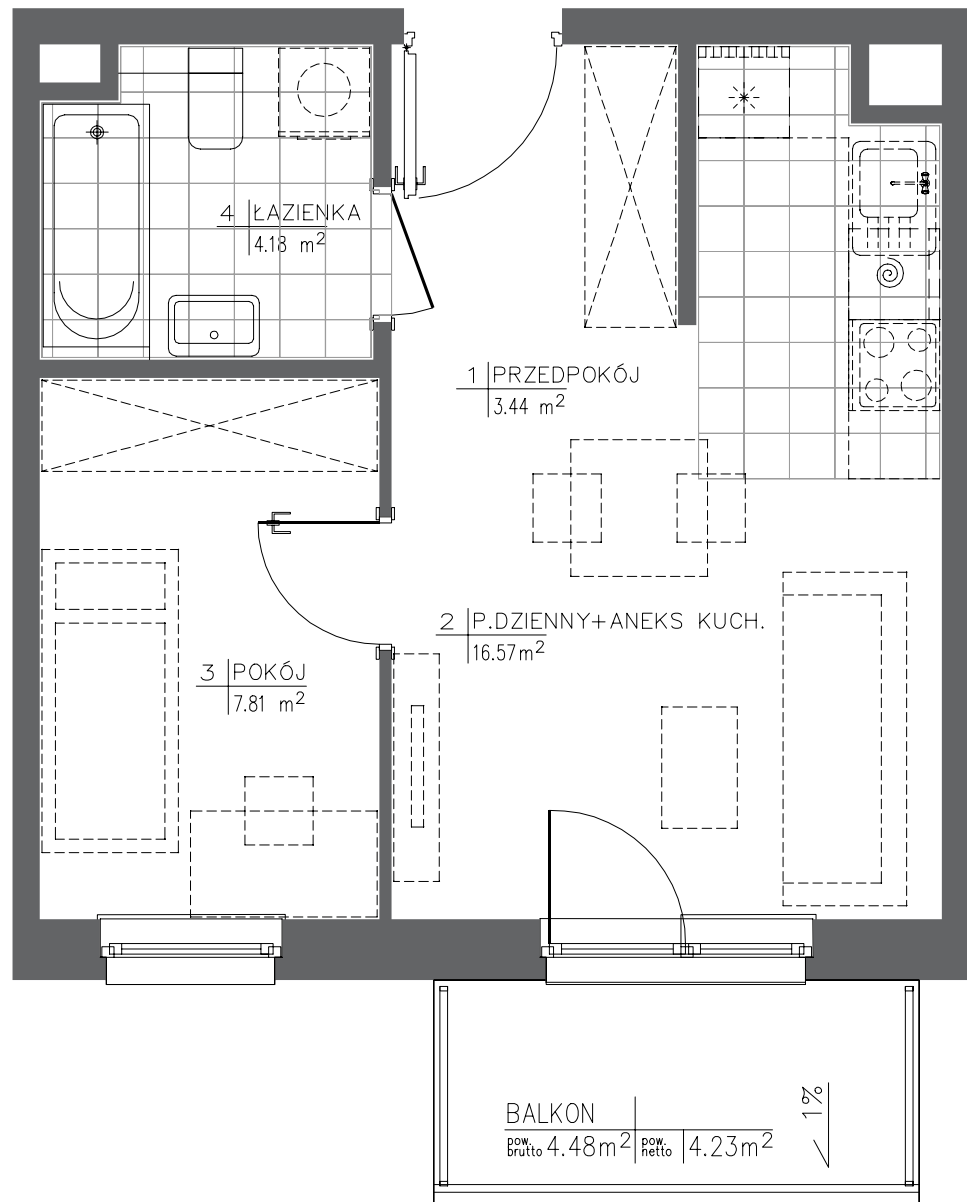 4 ŁAZIENKA
4.18 m²
1 PRZEDPOKÓJ
3.44 m²
2 P.DZIENNY+ANEKS KUCH.
16.57m²
3 POKÓJ
7.81 m²
BALKON
pow. brutto 4.48m² pow. netto 4.23m²
1%